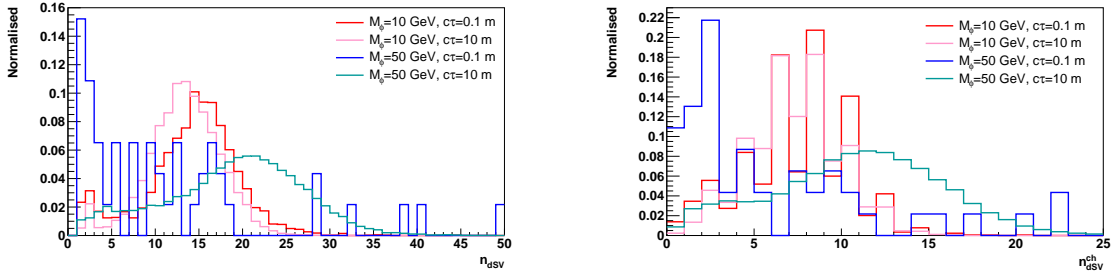 Normalised
0.16
0.14
0.12
0.1
0.08
0.06
0.04
0.02
0
M_ϕ=10 GeV, cτ=0.1 m
M_ϕ=10 GeV, cτ=10 m
M_ϕ=50 GeV, cτ=0.1 m
M_ϕ=50 GeV, cτ=10 m
0 5 10 15 20 25 30 35 40 45 50
n_dSV
Normalised
0.22
0.2
0.18
0.16
0.14
0.12
0.1
0.08
0.06
0.04
0.02
0
M_ϕ=10 GeV, cτ=0.1 m
M_ϕ=10 GeV, cτ=10 m
M_ϕ=50 GeV, cτ=0.1 m
M_ϕ=50 GeV, cτ=10 m
0 5 10 15 20 25
n_dSV^ch